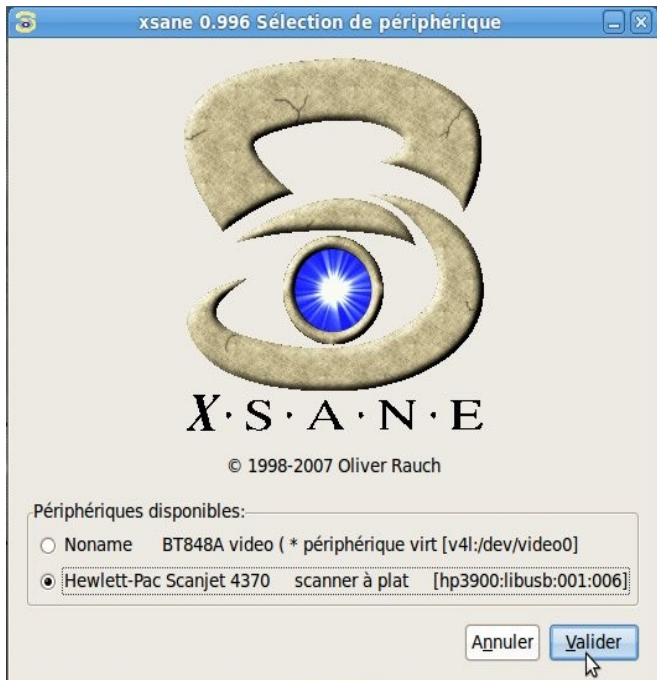 xsane 0.996 Sélection de périphérique
X·S·A·N·E
© 1998-2007 Oliver Rauch
Périphériques disponibles:
Noname BT848A video ( * périphérique virt [v4l:/dev/video0]
Hewlett-Pac Scanjet 4370 scanner à plat [hp3900:libusb:001:006]
Annuler Valider